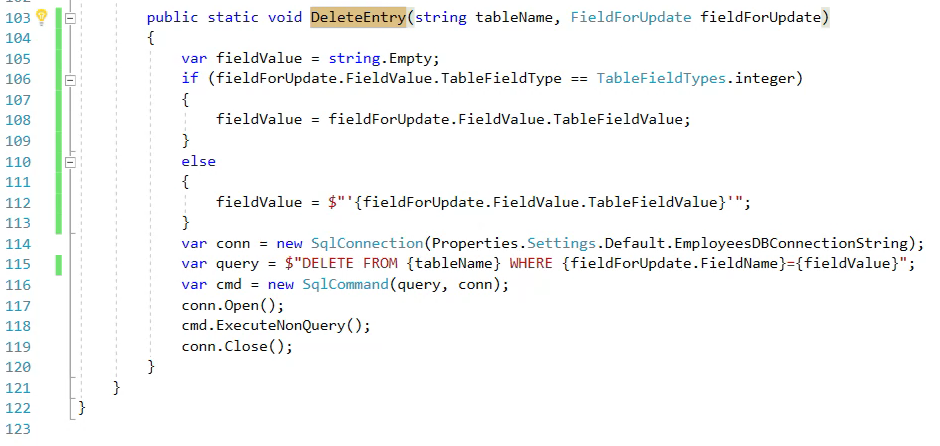 103 public static void DeleteEntry(string tableName, FieldForUpdate fieldForUpdate)
104 {
105 var fieldValue = string.Empty;
106 if (fieldForUpdate.FieldValue.TableFieldType == TableFieldTypes.integer)
107 {
108 fieldValue = fieldForUpdate.FieldValue.TableFieldValue;
109 }
110 else
111 {
112 fieldValue = $"'{fieldForUpdate.FieldValue.TableFieldValue}'";
113 }
114 var conn = new SqlConnection(Properties.Settings.Default.EmployeesDBConnectionString);
115 var query = $"DELETE FROM {tableName} WHERE {fieldForUpdate.FieldName}={fieldValue}";
116 var cmd = new SqlCommand(query, conn);
117 conn.Open();
118 cmd.ExecuteNonQuery();
119 conn.Close();
120 }
121 }
122 }
123